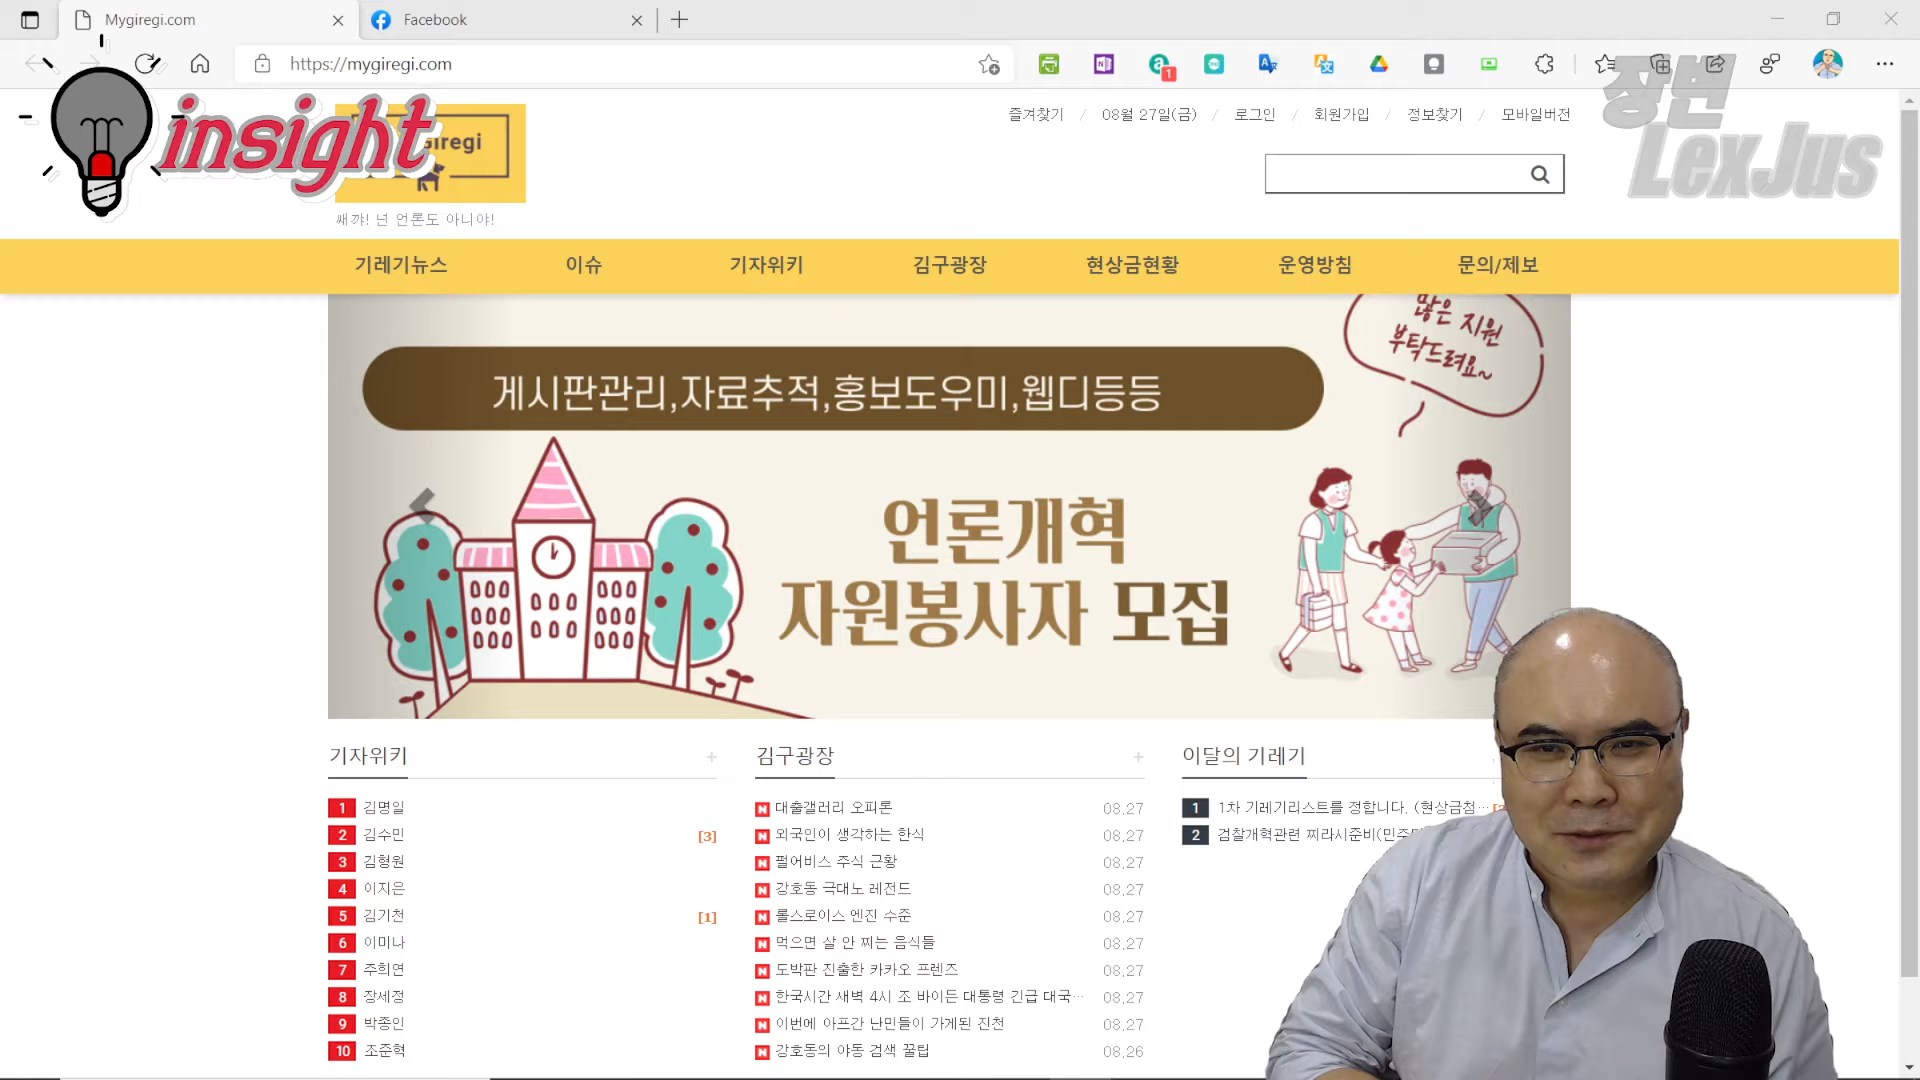 Mygiregi.com
Facebook
https://mygiregi.com
1
insight
giregi
쌔꺄! 넌 언론도 아니야!
즐겨찾기 / 08월 27일(금) / 로그인 / 회원가입 / 정보찾기 / 모바일버전
장변
LexJus
기레기뉴스 이슈 기자위키 김구광장 현상금현황 운영방침 문의/제보
많은 지원
부탁드려요~
게시판관리,자료추적,홍보도우미,웹디등등
언론개혁
자원봉사자 모집
기자위키 +
1 김명일
2 김수민 [3]
3 김형원
4 이지은
5 김기천 [1]
6 이미나
7 주희연
8 장세정
9 박종인
10 조준혁
김구광장 +
N 대출갤러리 오피론 08.27
N 외국인이 생각하는 한식 08.27
N 펄어비스 주식 근황 08.27
N 강호동 극대노 레전드 08.27
N 롤스로이스 엔진 수준 08.27
N 먹으면 살 안 찌는 음식들 08.27
N 도박판 진출한 카카오 프렌즈 08.27
N 한국시간 새벽 4시 조 바이든 대통령 긴급 대국… 08.27
N 이번에 아프간 난민들이 가게된 진천 08.27
N 강호동의 야동 검색 꿀팁 08.26
이달의 기레기
1 1차 기레기리스트를 정합니다. (현상금첨…
2 검찰개혁관련 찌라시준비(민주